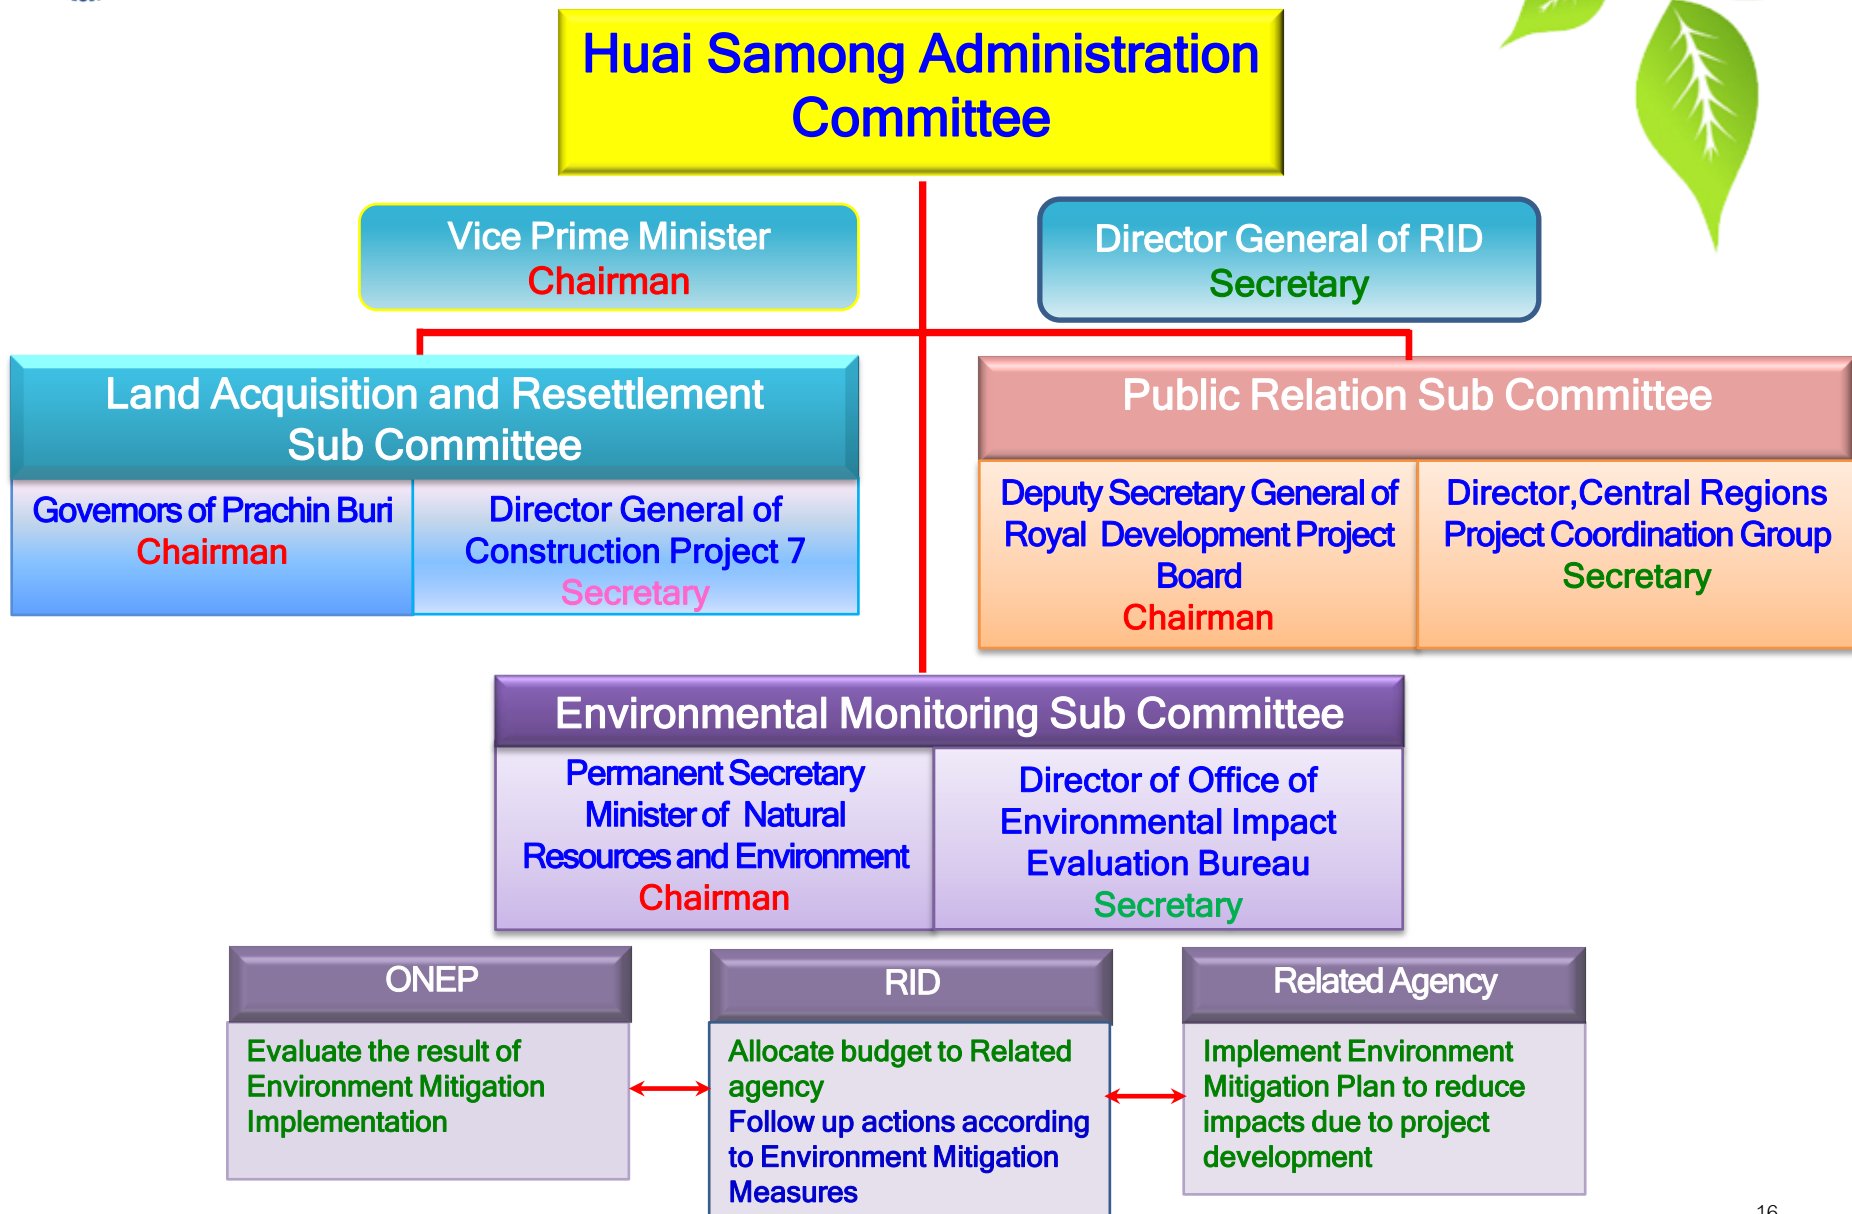 Huai Samong Administration
Committee
Vice Prime Minister
Chairman
Director General of RID
Secretary
Land Acquisition and Resettlement
Sub Committee
Governors of Prachin Buri
Chairman
Director General of
Construction Project 7
Secretary
Public Relation Sub Committee
Deputy Secretary General of
Royal Development Project
Board
Chairman
Director,Central Regions
Project Coordination Group
Secretary
Environmental Monitoring Sub Committee
Permanent Secretary
Minister of Natural
Resources and Environment
Chairman
Director of Office of
Environmental Impact
Evaluation Bureau
Secretary
ONEP
Evaluate the result of
Environment Mitigation
Implementation
RID
Allocate budget to Related
agency
Follow up actions according
to Environment Mitigation
Measures
Related Agency
Implement Environment
Mitigation Plan to reduce
impacts due to project
development
16